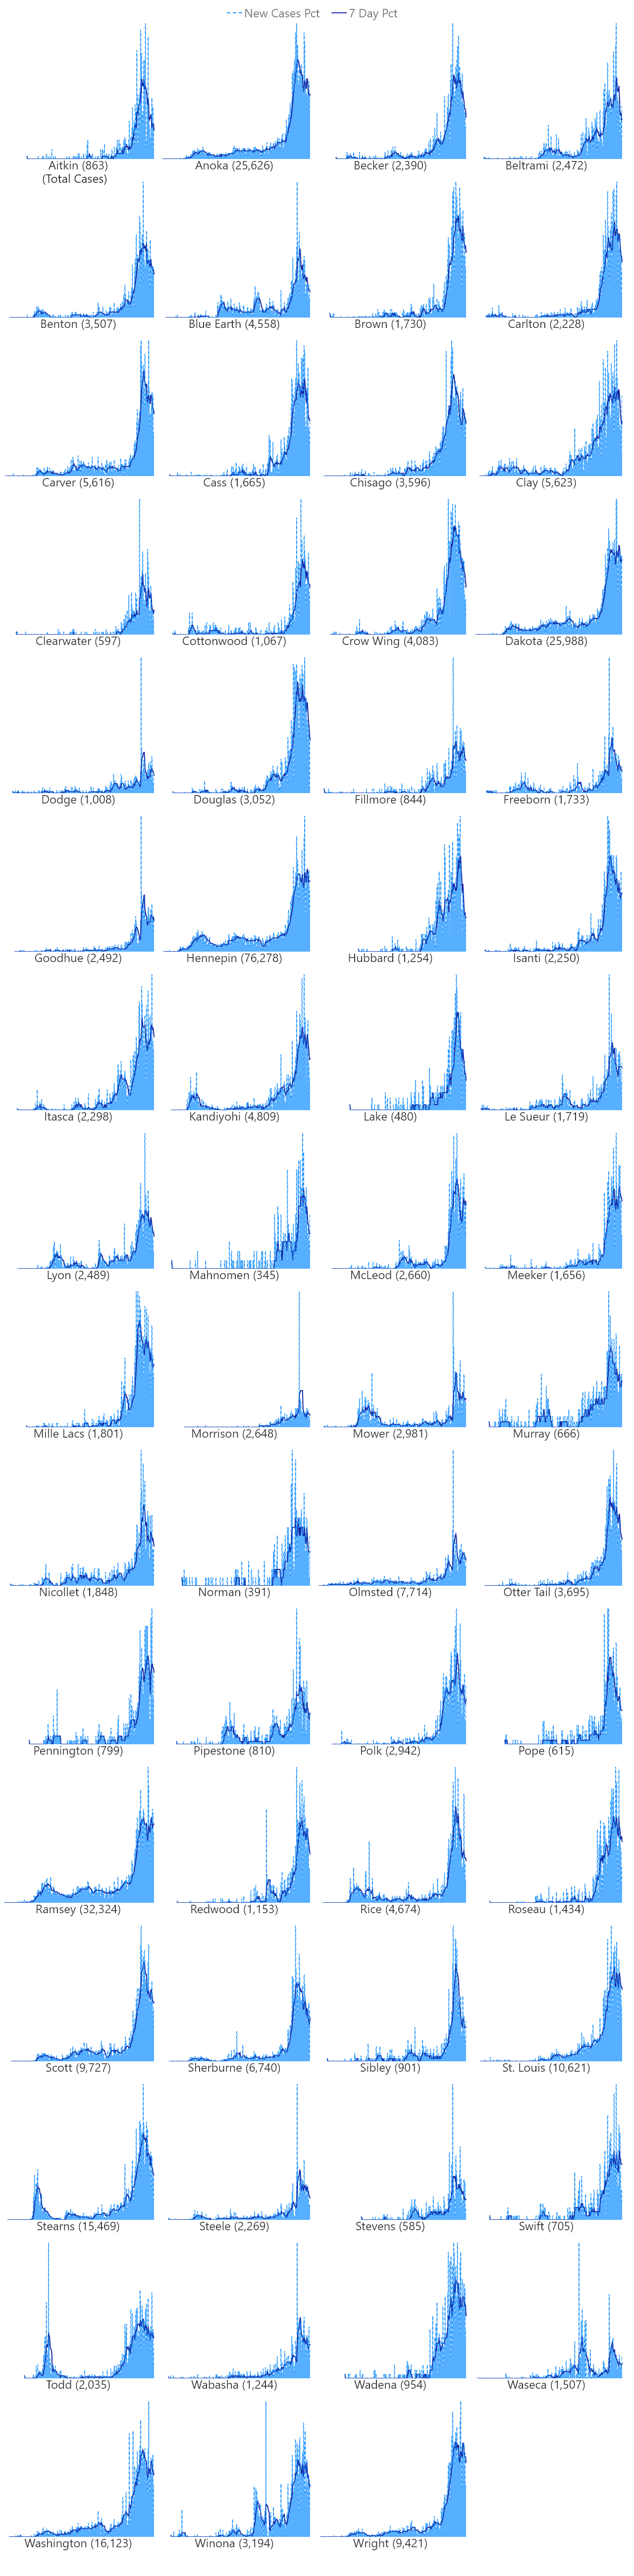 New Cases Pct 7 Day Pct
Aitkin (863) Anoka (25,626) Becker (2,390) Beltrami (2,472)
(Total Cases)
Benton (3,507) Blue Earth (4,558) Brown (1,730) Carlton (2,228)
Carver (5,616) Cass (1,665) Chisago (3,596) Clay (5,623)
Clearwater (597) Cottonwood (1,067) Crow Wing (4,083) Dakota (25,988)
Dodge (1,008) Douglas (3,052) Fillmore (844) Freeborn (1,733)
Goodhue (2,492) Hennepin (76,278) Hubbard (1,254) Isanti (2,250)
Itasca (2,298) Kandiyohi (4,809) Lake (480) Le Sueur (1,719)
Lyon (2,489) Mahnomen (345) McLeod (2,660) Meeker (1,656)
Mille Lacs (1,801) Morrison (2,648) Mower (2,981) Murray (666)
Nicollet (1,848) Norman (391) Olmsted (7,714) Otter Tail (3,695)
Pennington (799) Pipestone (810) Polk (2,942) Pope (615)
Ramsey (32,324) Redwood (1,153) Rice (4,674) Roseau (1,434)
Scott (9,727) Sherburne (6,740) Sibley (901) St. Louis (10,621)
Stearns (15,469) Steele (2,269) Stevens (585) Swift (705)
Todd (2,035) Wabasha (1,244) Wadena (954) Waseca (1,507)
Washington (16,123) Winona (3,194) Wright (9,421)